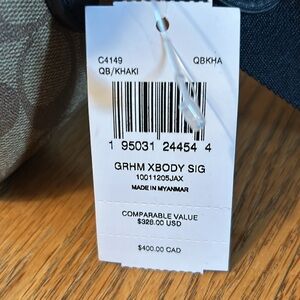 C4149 QBKHA
QB/KHAKI
1 95031 24454 4
GRHM XBODY SIG
10011205JAX
MADE IN MYANMAR
COMPARABLE VALUE
$328.00 USD
$400.00 CAD